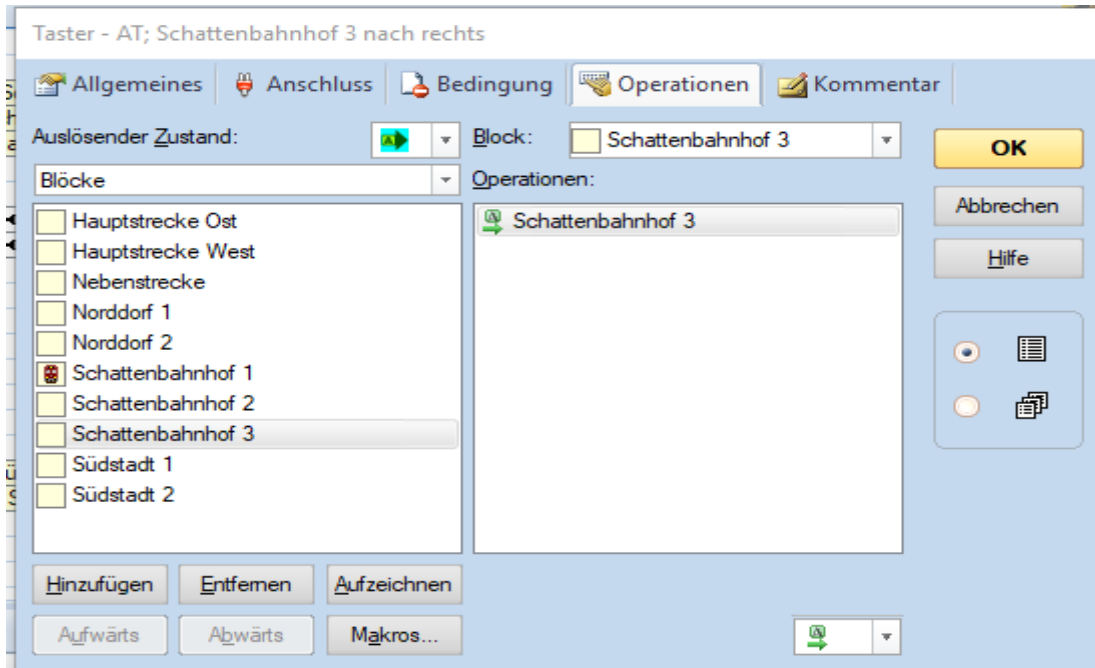 Taster - AT; Schattenbahnhof 3 nach rechts
Allgemeines Anschluss Bedingung Operationen Kommentar
Auslösender Zustand: A Block: Schattenbahnhof 3
OK
Blöcke
Operationen:
Abbrechen
Hilfe
Hauptstrecke Ost
Hauptstrecke West
Nebenstrecke
Norddorf 1
Norddorf 2
Schattenbahnhof 1
Schattenbahnhof 2
Schattenbahnhof 3
Südstadt 1
Südstadt 2
A Schattenbahnhof 3
Hinzufügen Entfernen Aufzeichnen
Aufwärts Abwärts Makros...
A